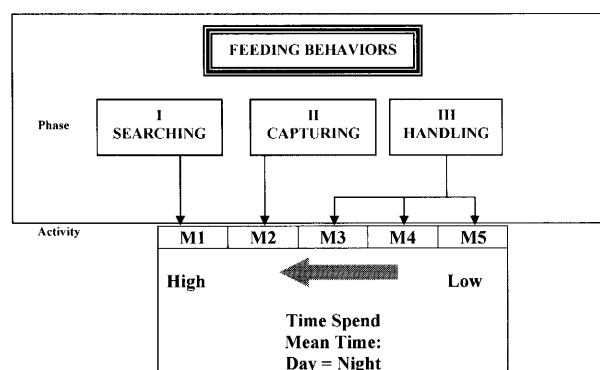 FEEDING BEHAVIORS
Phase
I
SEARCHING
II
CAPTURING
III
HANDLING
Activity
M1 M2 M3 M4 M5
High Low
Time Spend
Mean Time:
Day = Night